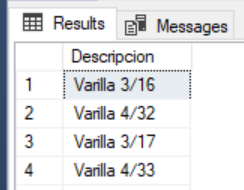 Results Messages
Descripcion
1 Varilla 3/16
2 Varilla 4/32
3 Varilla 3/17
4 Varilla 4/33